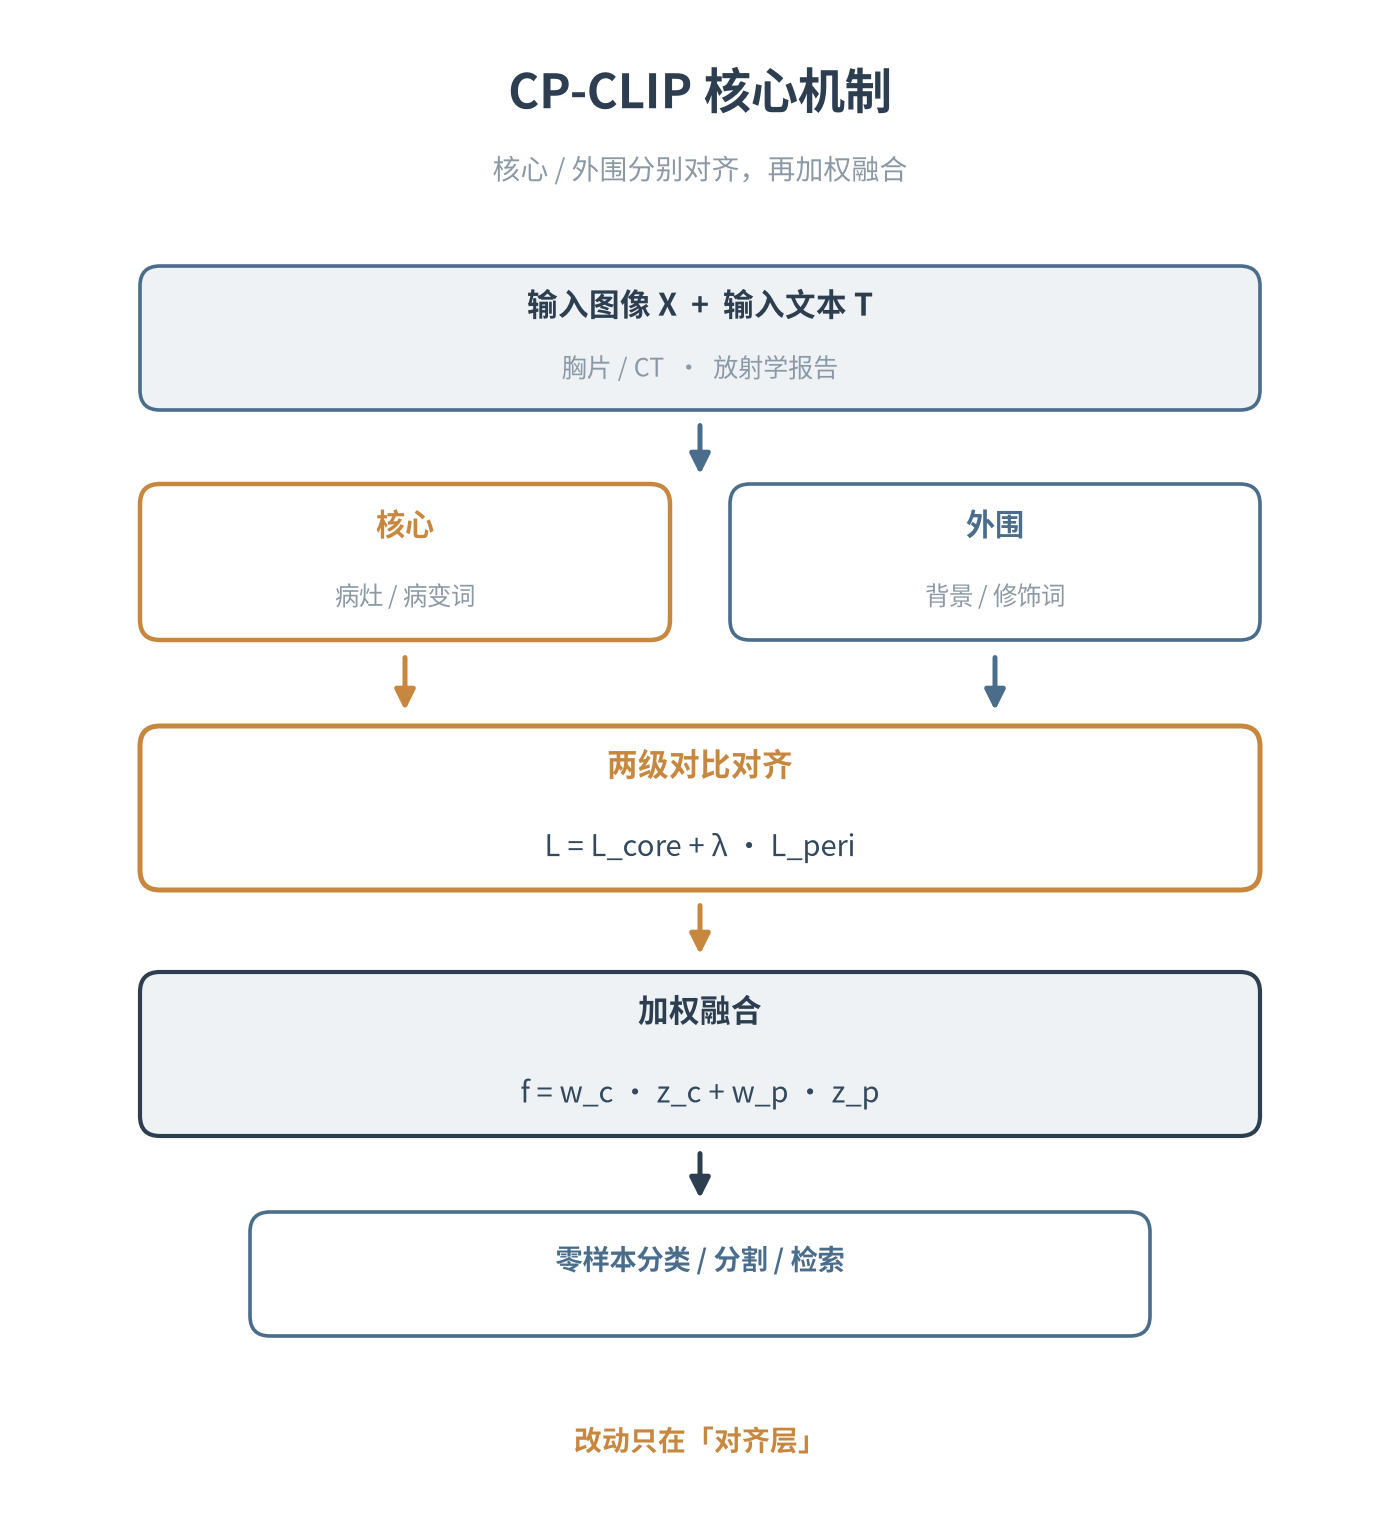 CP-CLIP 核心机制
核心 / 外围分别对齐，再加权融合
输入图像 X + 输入文本 T
胸片 / CT · 放射学报告
核心
外围
病灶 / 病变词
背景 / 修饰词
两级对比对齐
L = L_core + λ · L_peri
加权融合
f = w_c · z_c + w_p · z_p
零样本分类 / 分割 / 检索
改动只在「对齐层」